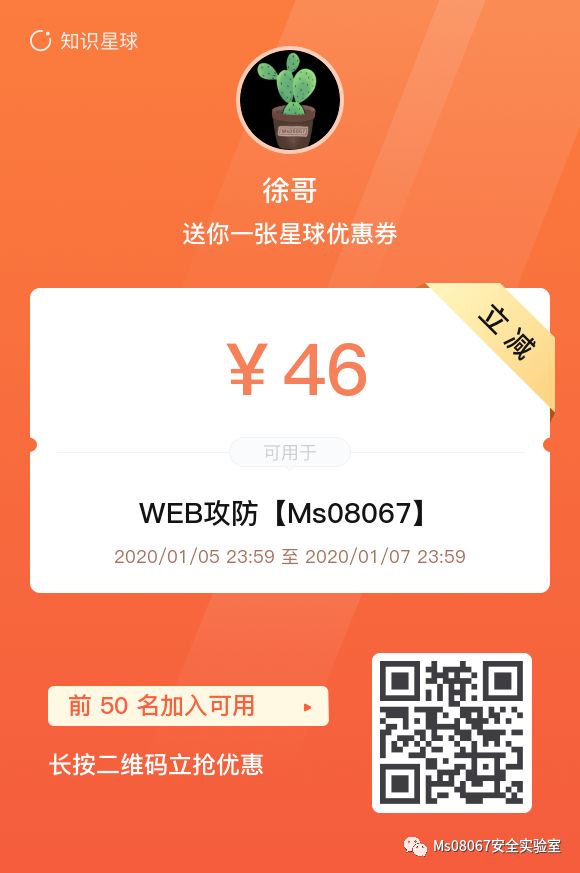 知识星球
Ms08067
徐哥
送你一张星球优惠券
立减
￥46
可用于
WEB攻防【Ms08067】
2020/01/05 23:59 至 2020/01/07 23:59
前 50 名加入可用
长按二维码立抢优惠
Ms08067安全实验室